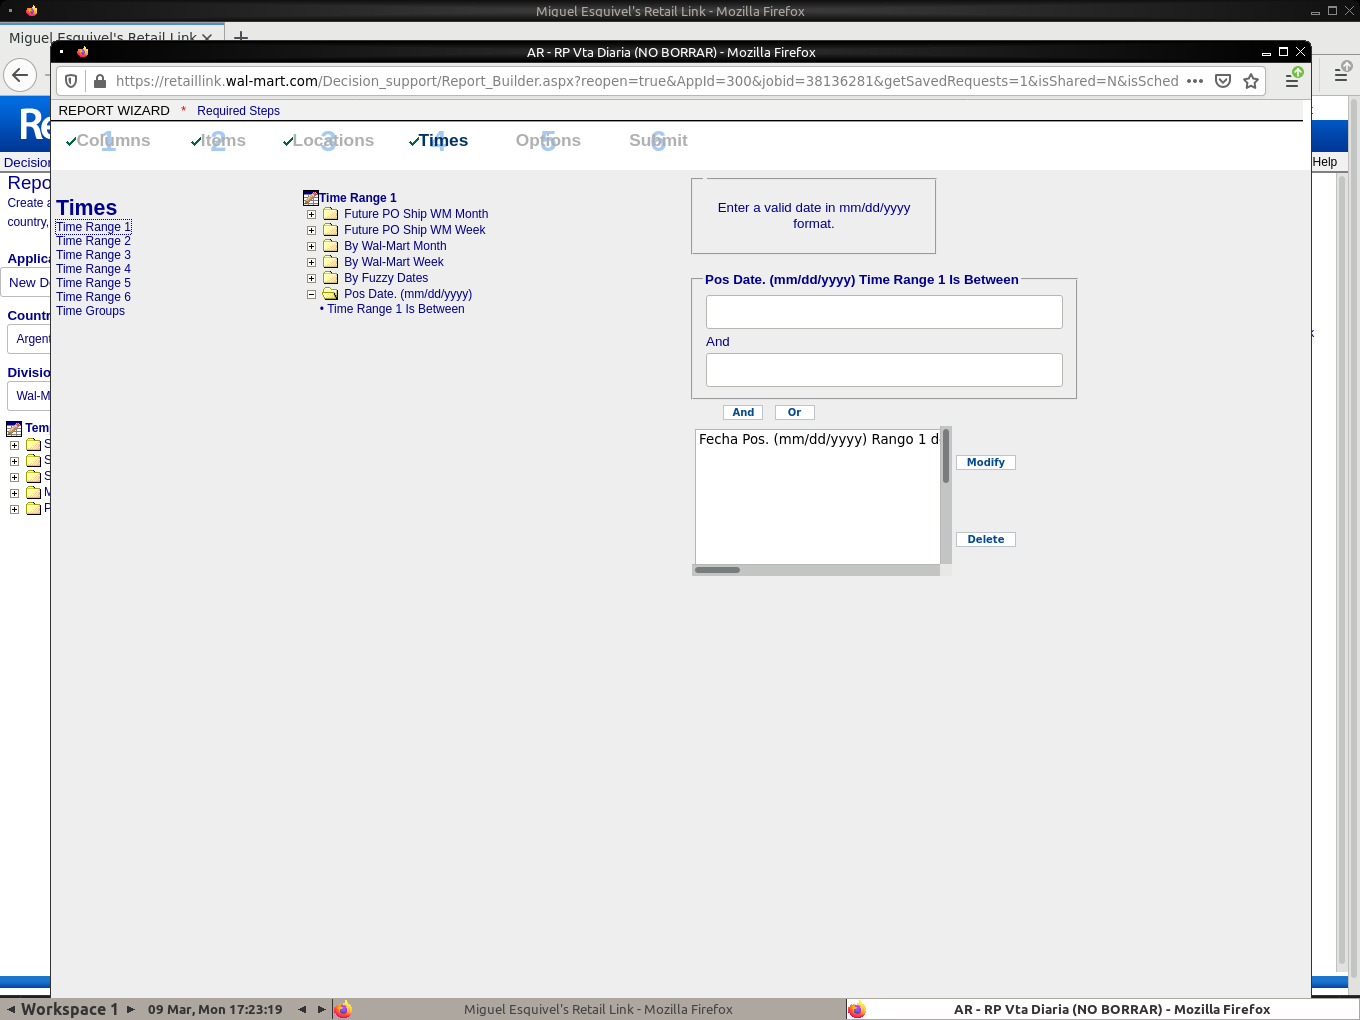 Miguel Esquivel's Retail Link - Mozilla Firefox
Miguel Esquivel's Retail Link
AR - RP Vta Diaria (NO BORRAR) - Mozilla Firefox
https://retaillink.wal-mart.com/Decision_support/Report_Builder.aspx?reopen=true&AppId=300&jobid=38136281&getSavedRequests=1&isShared=N&isSched
REPORT WIZARD * Required Steps
1 Columns
2 Items
3 Locations
4 Times
5 Options
6 Submit
Help
Create a
country,
New D
Countr
Argent
Divisio
Wal-M
Times
Time Range 1
Time Range 2
Time Range 3
Time Range 4
Time Range 5
Time Range 6
Time Groups
Time Range 1
Future PO Ship WM Month
Future PO Ship WM Week
By Wal-Mart Month
By Wal-Mart Week
By Fuzzy Dates
Pos Date. (mm/dd/yyyy)
• Time Range 1 Is Between
Enter a valid date in mm/dd/yyyy
format.
Pos Date. (mm/dd/yyyy) Time Range 1 Is Between
And
And Or
Fecha Pos. (mm/dd/yyyy) Rango 1 d
Modify
Delete
Workspace 1
09 Mar, Mon 17:23:19
Miguel Esquivel's Retail Link - Mozilla Firefox
AR - RP Vta Diaria (NO BORRAR) - Mozilla Firefox